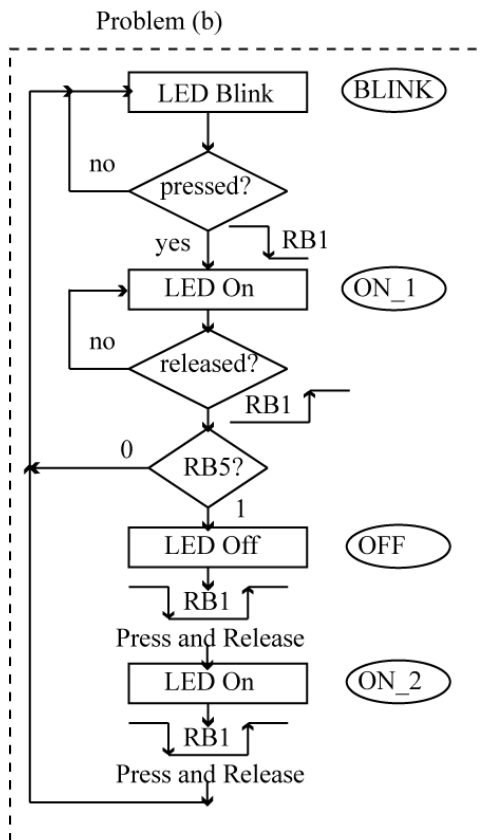 Problem (b)
LED Blink BLINK
no
pressed?
yes RB1
LED On ON_1
no
released?
RB1
0 RB5?
1
LED Off OFF
RB1
Press and Release
LED On ON_2
RB1
Press and Release